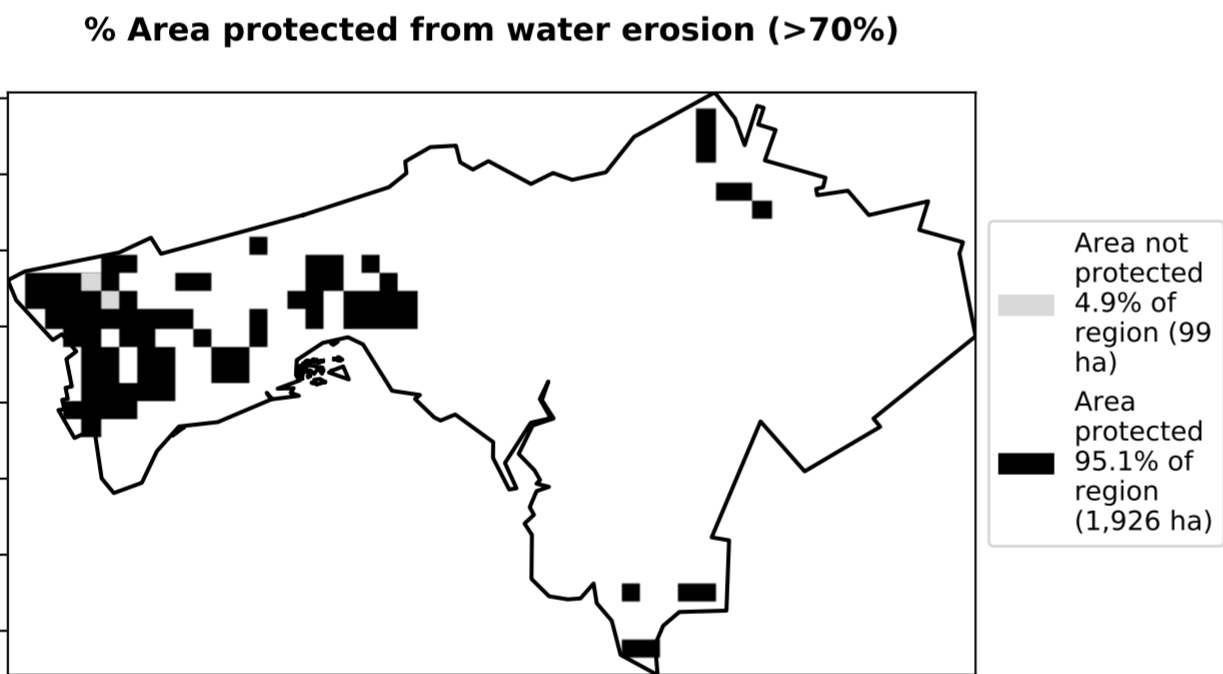 % Area protected from water erosion (>70%)
Area not
protected
4.9% of
region (99
ha)
Area
protected
95.1% of
region
(1,926 ha)